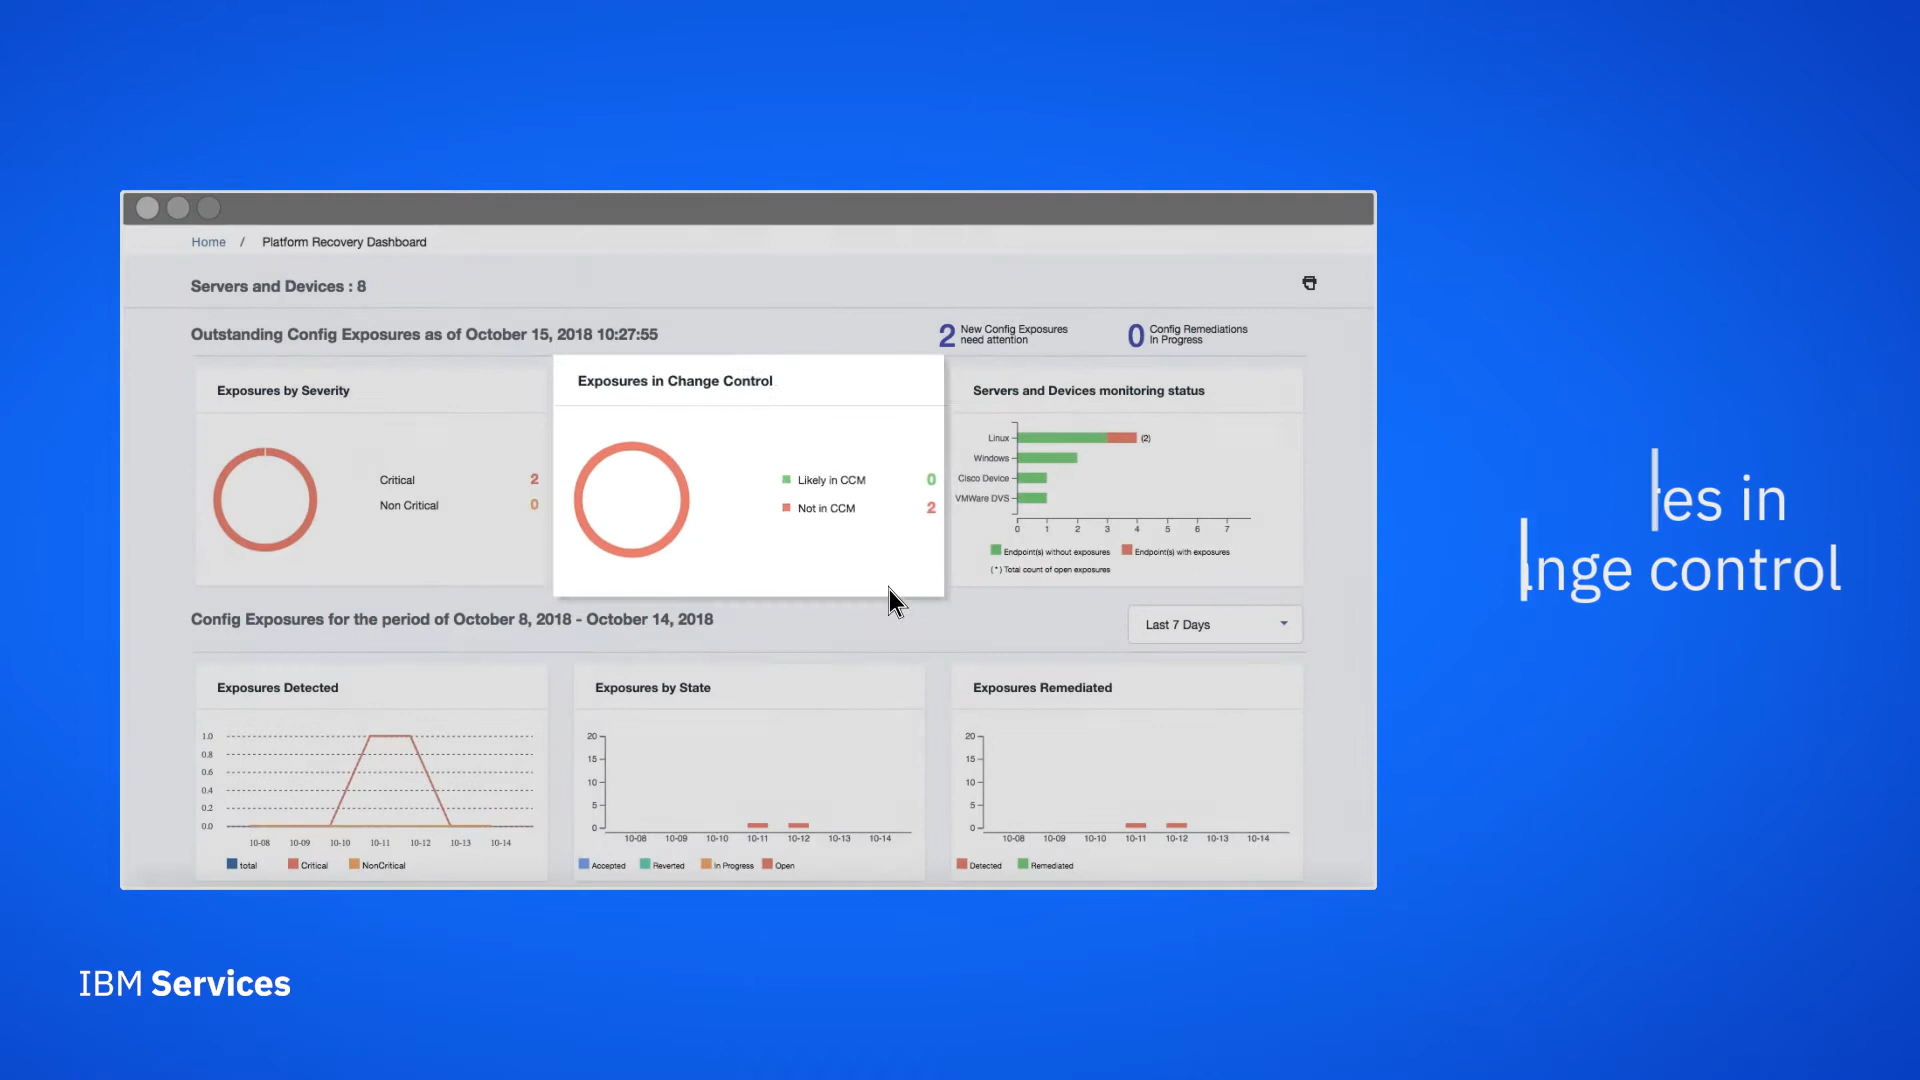 Home / Platform Recovery Dashboard
Servers and Devices : 8
Outstanding Config Exposures as of October 15, 2018 10:27:55
2 New Config Exposures
need attention
0 Config Remediations
In Progress
Exposures by Severity
Critical 2
Non Critical 0
Exposures in Change Control
Likely in CCM 0
Not in CCM 2
Servers and Devices monitoring status
Linux (2)
Windows
Cisco Device
VMWare DVS
0 1 2 3 4 5 6 7
Endpoint(s) without exposures Endpoint(s) with exposures
(*) Total count of open exposures
es in
nge control
Config Exposures for the period of October 8, 2018 - October 14, 2018
Last 7 Days
Exposures Detected
1.0
0.8
0.6
0.4
0.2
0.0
10-08 10-09 10-10 10-11 10-12 10-13 10-14
total Critical NonCritical
Exposures by State
20
15
10
5
0
10-08 10-09 10-10 10-11 10-12 10-13 10-14
Accepted Reverted In Progress Open
Exposures Remediated
20
15
10
5
0
10-08 10-09 10-10 10-11 10-12 10-13 10-14
Detected Remediated
IBM Services